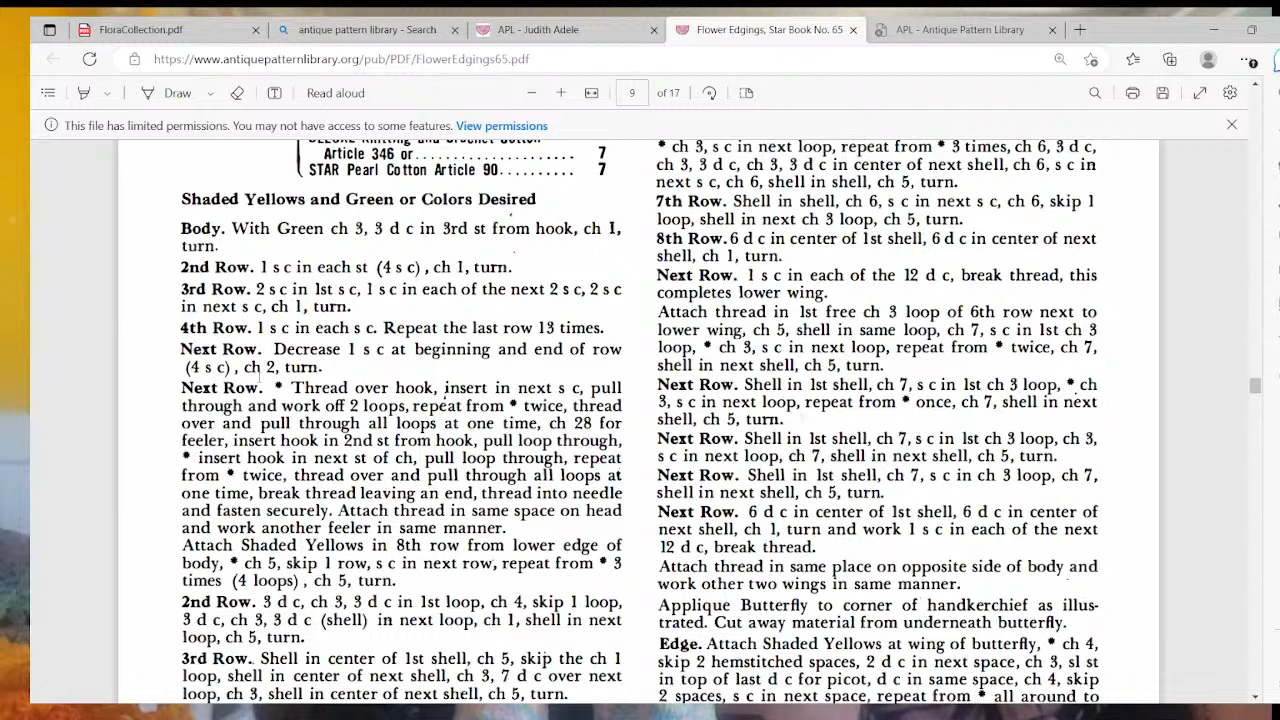 FloraCollection.pdf
antique pattern library - Search
APL - Judith Adele
Flower Edgings, Star Book No. 65
APL - Antique Pattern Library
https://www.antiquepatternlibrary.org/pub/PDF/FlowerEdgings65.pdf
Draw
Read aloud
9
of 17
This file has limited permissions. You may not have access to some features. View permissions
DELUXE Knitting and Crochet Cotton
Article 346 or . . . . . . . . . . . . . . . . . . . . . 7
STAR Pearl Cotton Article 90 . . . . . . . . . . 7
Shaded Yellows and Green or Colors Desired
Body. With Green ch 3, 3 d c in 3rd st from hook, ch 1,
turn.
2nd Row. 1 s c in each st (4 s c), ch 1, turn.
3rd Row. 2 s c in 1st s c, 1 s c in each of the next 2 s c, 2 s c
in next s c, ch 1, turn.
4th Row. 1 s c in each s c. Repeat the last row 13 times.
Next Row. Decrease 1 s c at beginning and end of row
(4 s c), ch 2, turn.
Next Row. * Thread over hook, insert in next s c, pull
through and work off 2 loops, repeat from * twice, thread
over and pull through all loops at one time, ch 28 for
feeler, insert hook in 2nd st from hook, pull loop through,
* insert hook in next st of ch, pull loop through, repeat
from * twice, thread over and pull through all loops at
one time, break thread leaving an end, thread into needle
and fasten securely. Attach thread in same space on head
and work another feeler in same manner.
Attach Shaded Yellows in 8th row from lower edge of
body, * ch 5, skip 1 row, s c in next row, repeat from * 3
times (4 loops), ch 5, turn.
2nd Row. 3 d c, ch 3, 3 d c in 1st loop, ch 4, skip 1 loop,
3 d c, ch 3, 3 d c (shell) in next loop, ch 1, shell in next
loop, ch 5, turn.
3rd Row. Shell in center of 1st shell, ch 5, skip the ch 1
loop, shell in center of next shell, ch 3, 7 d c over next
loop, ch 3, shell in center of next shell, ch 5, turn.
* ch 3, s c in next loop, repeat from * 3 times, ch 6, 3 d c,
ch 3, 3 d c, ch 3, 3 d c in center of next shell, ch 6, s c in
next s c, ch 6, shell in shell, ch 5, turn.
7th Row. Shell in shell, ch 6, s c in next s c, ch 6, skip 1
loop, shell in next ch 3 loop, ch 5, turn.
8th Row. 6 d c in center of 1st shell, 6 d c in center of next
shell, ch 1, turn.
Next Row. 1 s c in each of the 12 d c, break thread, this
completes lower wing.
Attach thread in 1st free ch 3 loop of 6th row next to
lower wing, ch 5, shell in same loop, ch 7, s c in 1st ch 3
loop, * ch 3, s c in next loop, repeat from * twice, ch 7,
shell in next shell, ch 5, turn.
Next Row. Shell in 1st shell, ch 7, s c in 1st ch 3 loop, * ch
3, s c in next loop, repeat from * once, ch 7, shell in next
shell, ch 5, turn.
Next Row. Shell in 1st shell, ch 7, s c in 1st ch 3 loop, ch 3,
s c in next loop, ch 7, shell in next shell, ch 5, turn.
Next Row. Shell in 1st shell, ch 7, s c in ch 3 loop, ch 7,
shell in next shell, ch 5, turn.
Next Row. 6 d c in center of 1st shell, 6 d c in center of
next shell, ch 1, turn and work 1 s c in each of the next
12 d c, break thread.
Attach thread in same place on opposite side of body and
work other two wings in same manner.
Applique Butterfly to corner of handkerchief as illus-
trated. Cut away material from underneath butterfly.
Edge. Attach Shaded Yellows at wing of butterfly, * ch 4,
skip 2 hemstitched spaces, 2 d c in next space, ch 3, sl st
in top of last d c for picot, d c in same space, ch 4, skip
2 spaces, s c in next space, repeat from * all around to